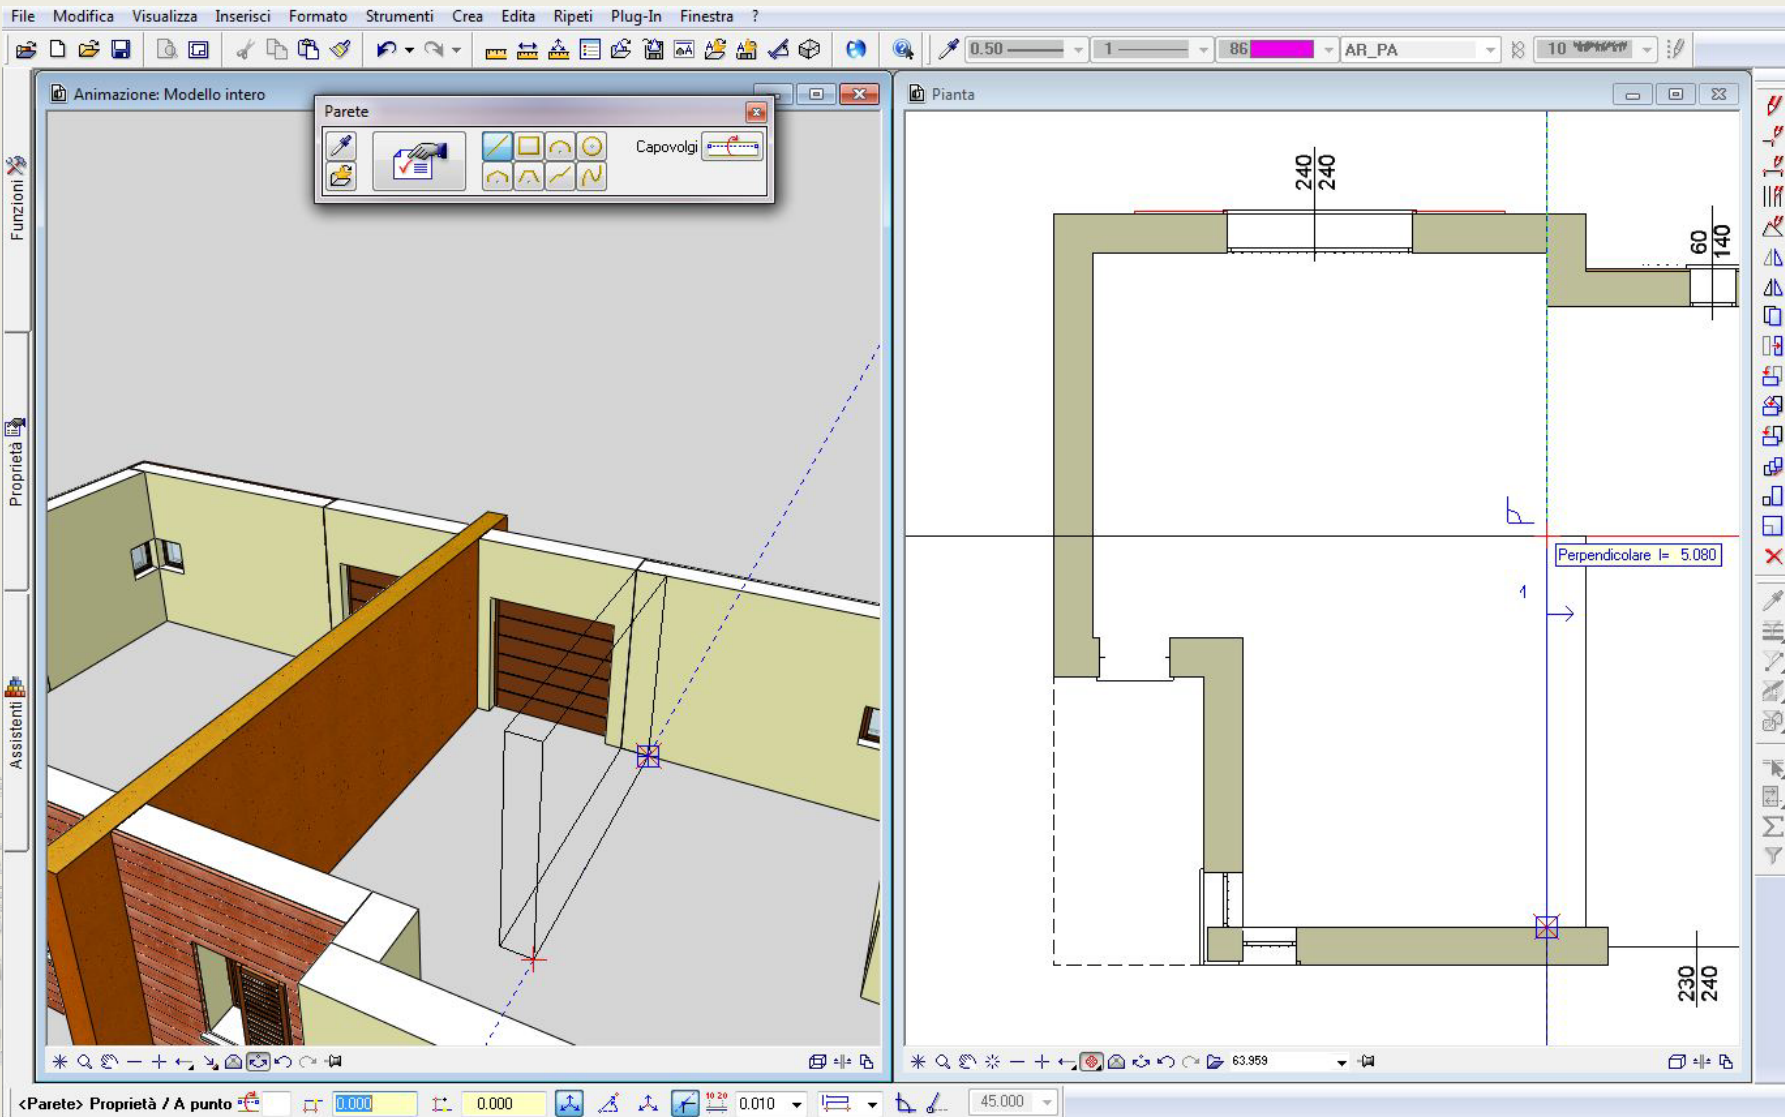 File Modifica Visualizza Inserisci Formato Strumenti Crea Edita Ripeti Plug-In Finestra ?
0.50 1 86 AR_PA 10
Animazione: Modello intero
Parete
Capovolgi
Funzioni
Proprietà
Assistenti
Pianta
240
240
60
140
Perpendicolare l= 5.080
1
230
240
63.959
<Parete> Proprietà / A punto 0.000 0.000 10 20 0.010 45.000